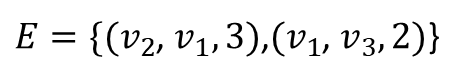 E = {(v₂, v₁, 3),(v₁, v₃, 2)}